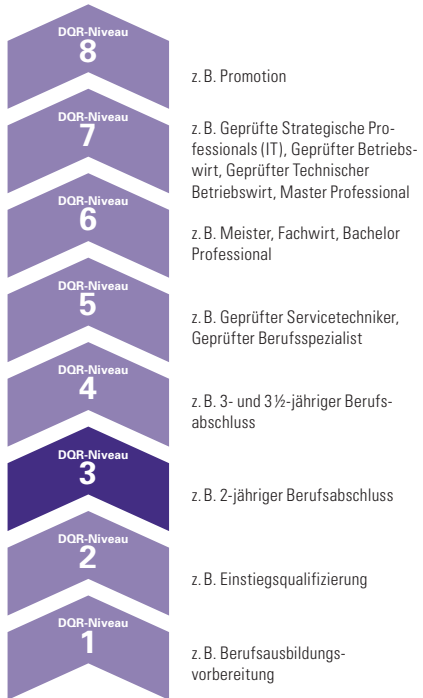 DQR-Niveau
8
z. B. Promotion
DQR-Niveau
7
z. B. Geprüfte Strategische Pro-
fessionals (IT), Geprüfter Betriebs-
wirt, Geprüfter Technischer
Betriebswirt, Master Professional
DQR-Niveau
6
z. B. Meister, Fachwirt, Bachelor
Professional
DQR-Niveau
5
z. B. Geprüfter Servicetechniker,
Geprüfter Berufsspezialist
DQR-Niveau
4
z. B. 3- und 3 ½-jähriger Berufs-
abschluss
DQR-Niveau
3
z. B. 2-jähriger Berufsabschluss
DQR-Niveau
2
z. B. Einstiegsqualifizierung
DQR-Niveau
1
z. B. Berufsausbildungs-
vorbereitung